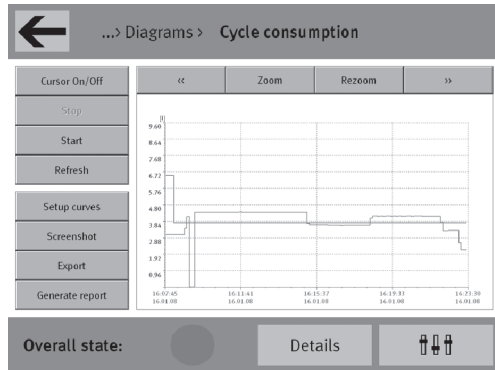 ...> Diagrams > Cycle consumption
Cursor On/Off
Stop
Start
Refresh
Setup curves
Screenshot
Export
Generate report
<< Zoom Rezoom >>
[l]
9.60
8.64
7.68
6.72
5.76
4.80
3.84
2.88
1.92
0.96
16:07:45 16:11:41 16:15:37 16:19:33 16:23:30
16.01.08 16.01.08 16.01.08 16.01.08 16.01.08
Overall state: Details